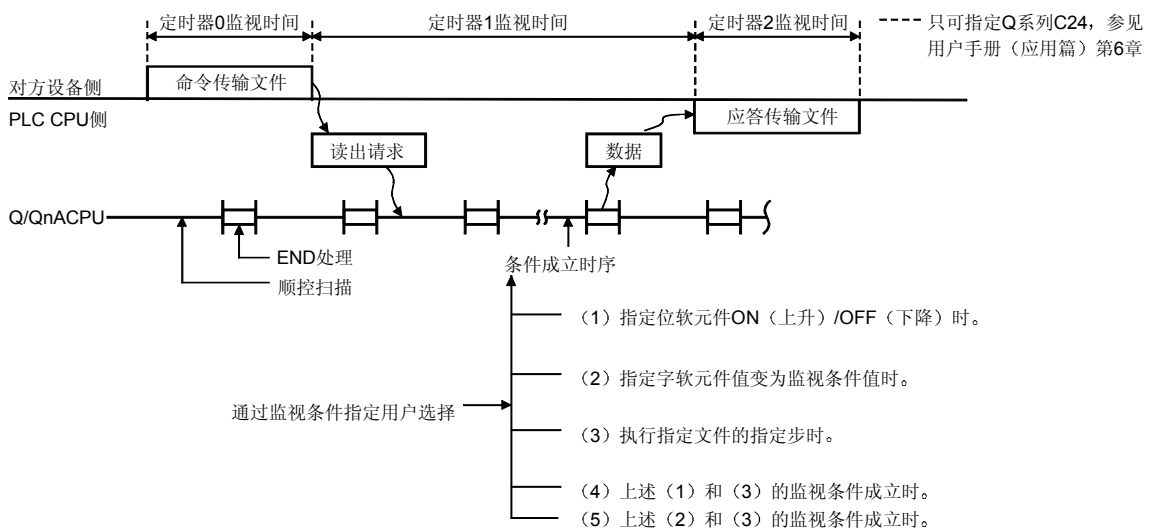 定时器0监视时间
定时器1监视时间
定时器2监视时间
只可指定Q系列C24，参见
用户手册（应用篇）第6章
对方设备侧
命令传输文件
PLC CPU侧
应答传输文件
读出请求
数据
Q/QnACPU
END处理
顺控扫描
条件成立时序
（1）指定位软元件ON（上升）/OFF（下降）时。
（2）指定字软元件值变为监视条件值时。
通过监视条件指定用户选择
（3）执行指定文件的指定步时。
（4）上述（1）和（3）的监视条件成立时。
（5）上述（2）和（3）的监视条件成立时。